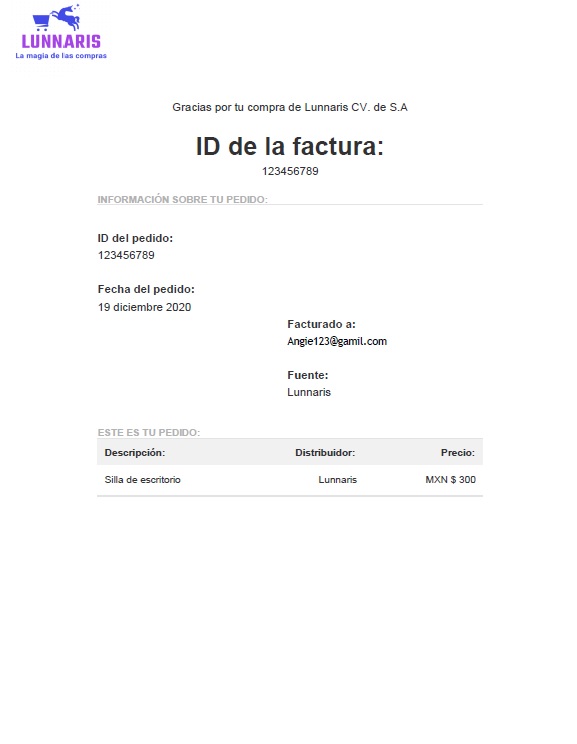 LUNNARIS
La magia de las compras
Gracias por tu compra de Lunnaris CV. de S.A
ID de la factura:
123456789
INFORMACIÓN SOBRE TU PEDIDO:
ID del pedido:
123456789
Fecha del pedido:
19 diciembre 2020
Facturado a:
Angie123@gamil.com
Fuente:
Lunnaris
ESTE ES TU PEDIDO:
Descripción: Distribuidor: Precio:
Silla de escritorio Lunnaris MXN $ 300